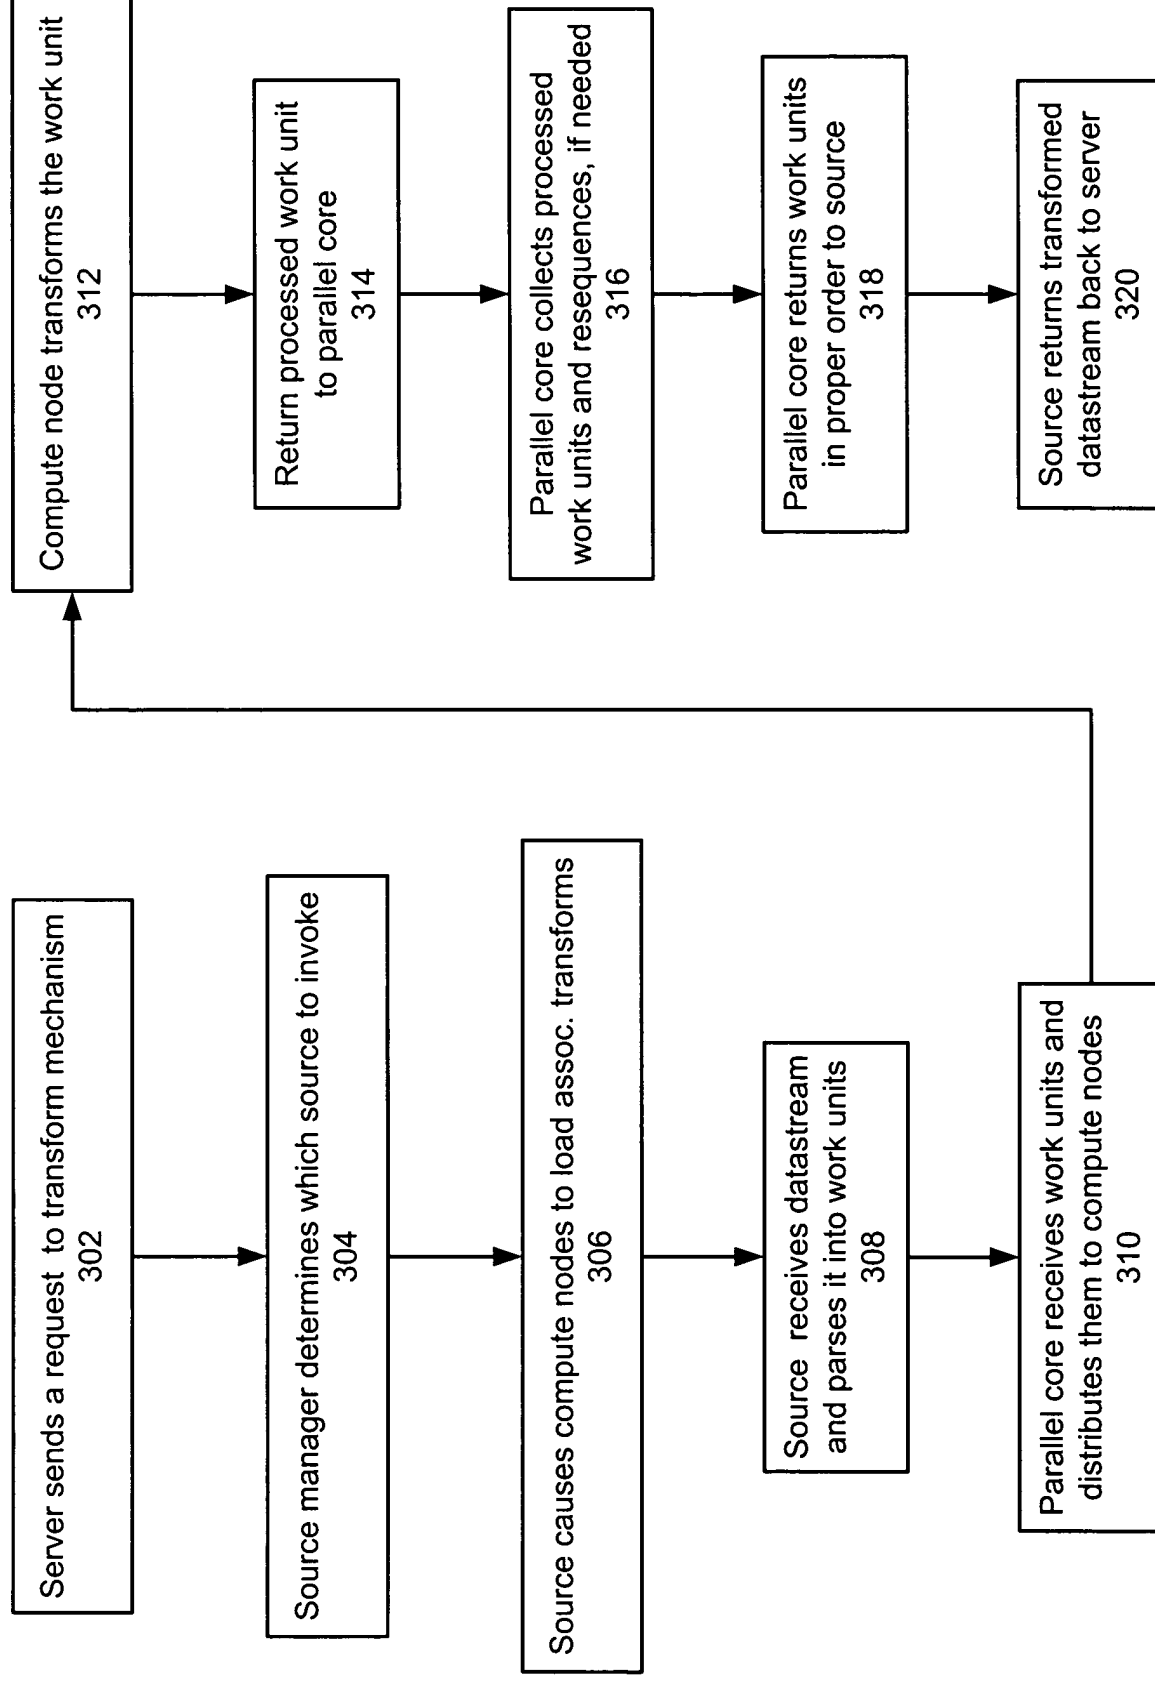 Server sends a request to transform mechanism
302
Source manager determines which source to invoke
304
Source causes compute nodes to load assoc. transforms
306
Source receives datastream
and parses it into work units
308
Parallel core receives work units and
distributes them to compute nodes
310
Compute node transforms the work unit
312
Return processed work unit
to parallel core
314
Parallel core collects processed
work units and resequences, if needed
316
Parallel core returns work units
in proper order to source
318
Source returns transformed
datastream back to server
320